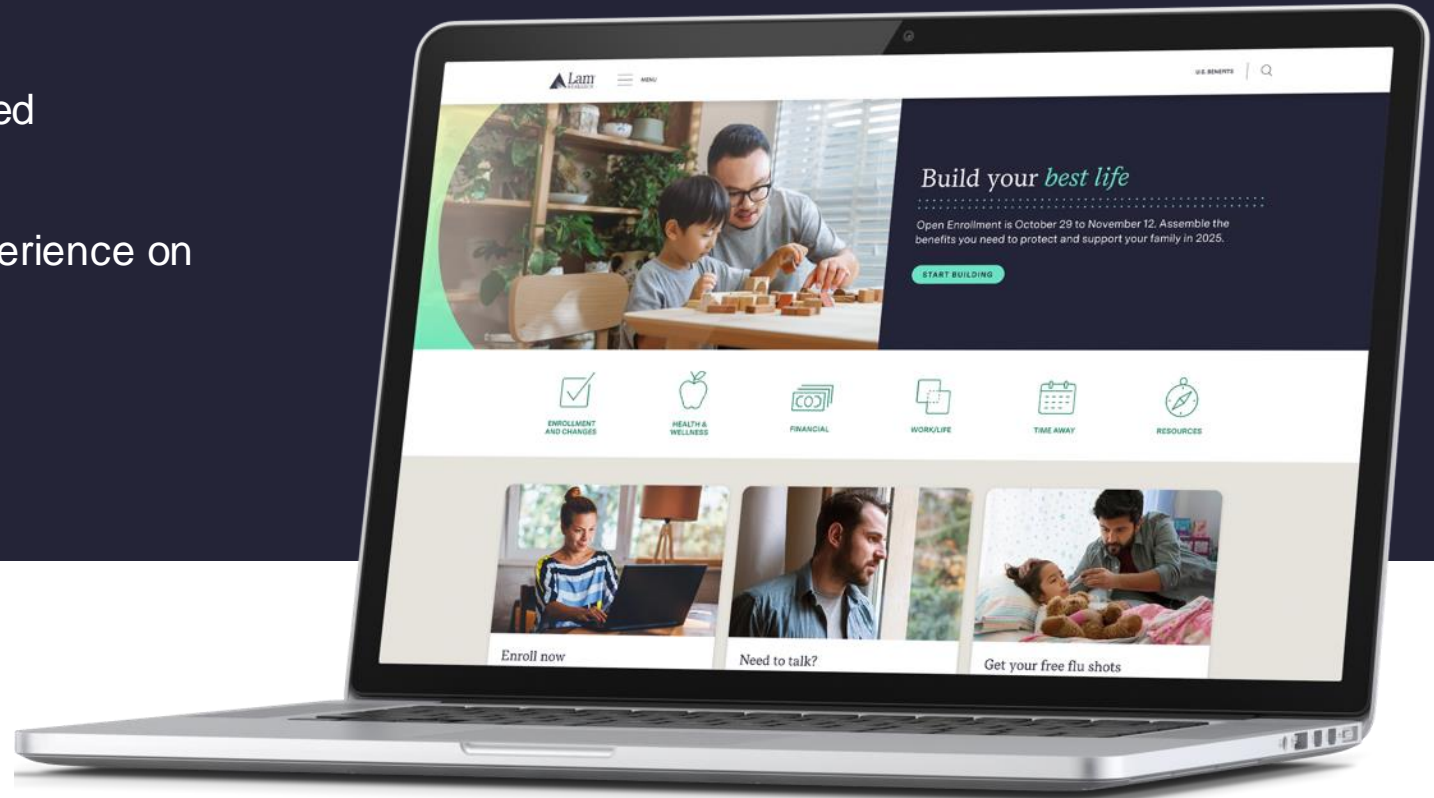 ed
erience on
Lam
RESEARCH
MENU
U.S. BENEFITS
Build your best life
Open Enrollment is October 29 to November 12. Assemble the
benefits you need to protect and support your family in 2025.
START BUILDING
ENROLLMENT
AND CHANGES
HEALTH &
WELLNESS
FINANCIAL
WORK/LIFE
TIME AWAY
RESOURCES
Enroll now
Need to talk?
Get your free flu shots